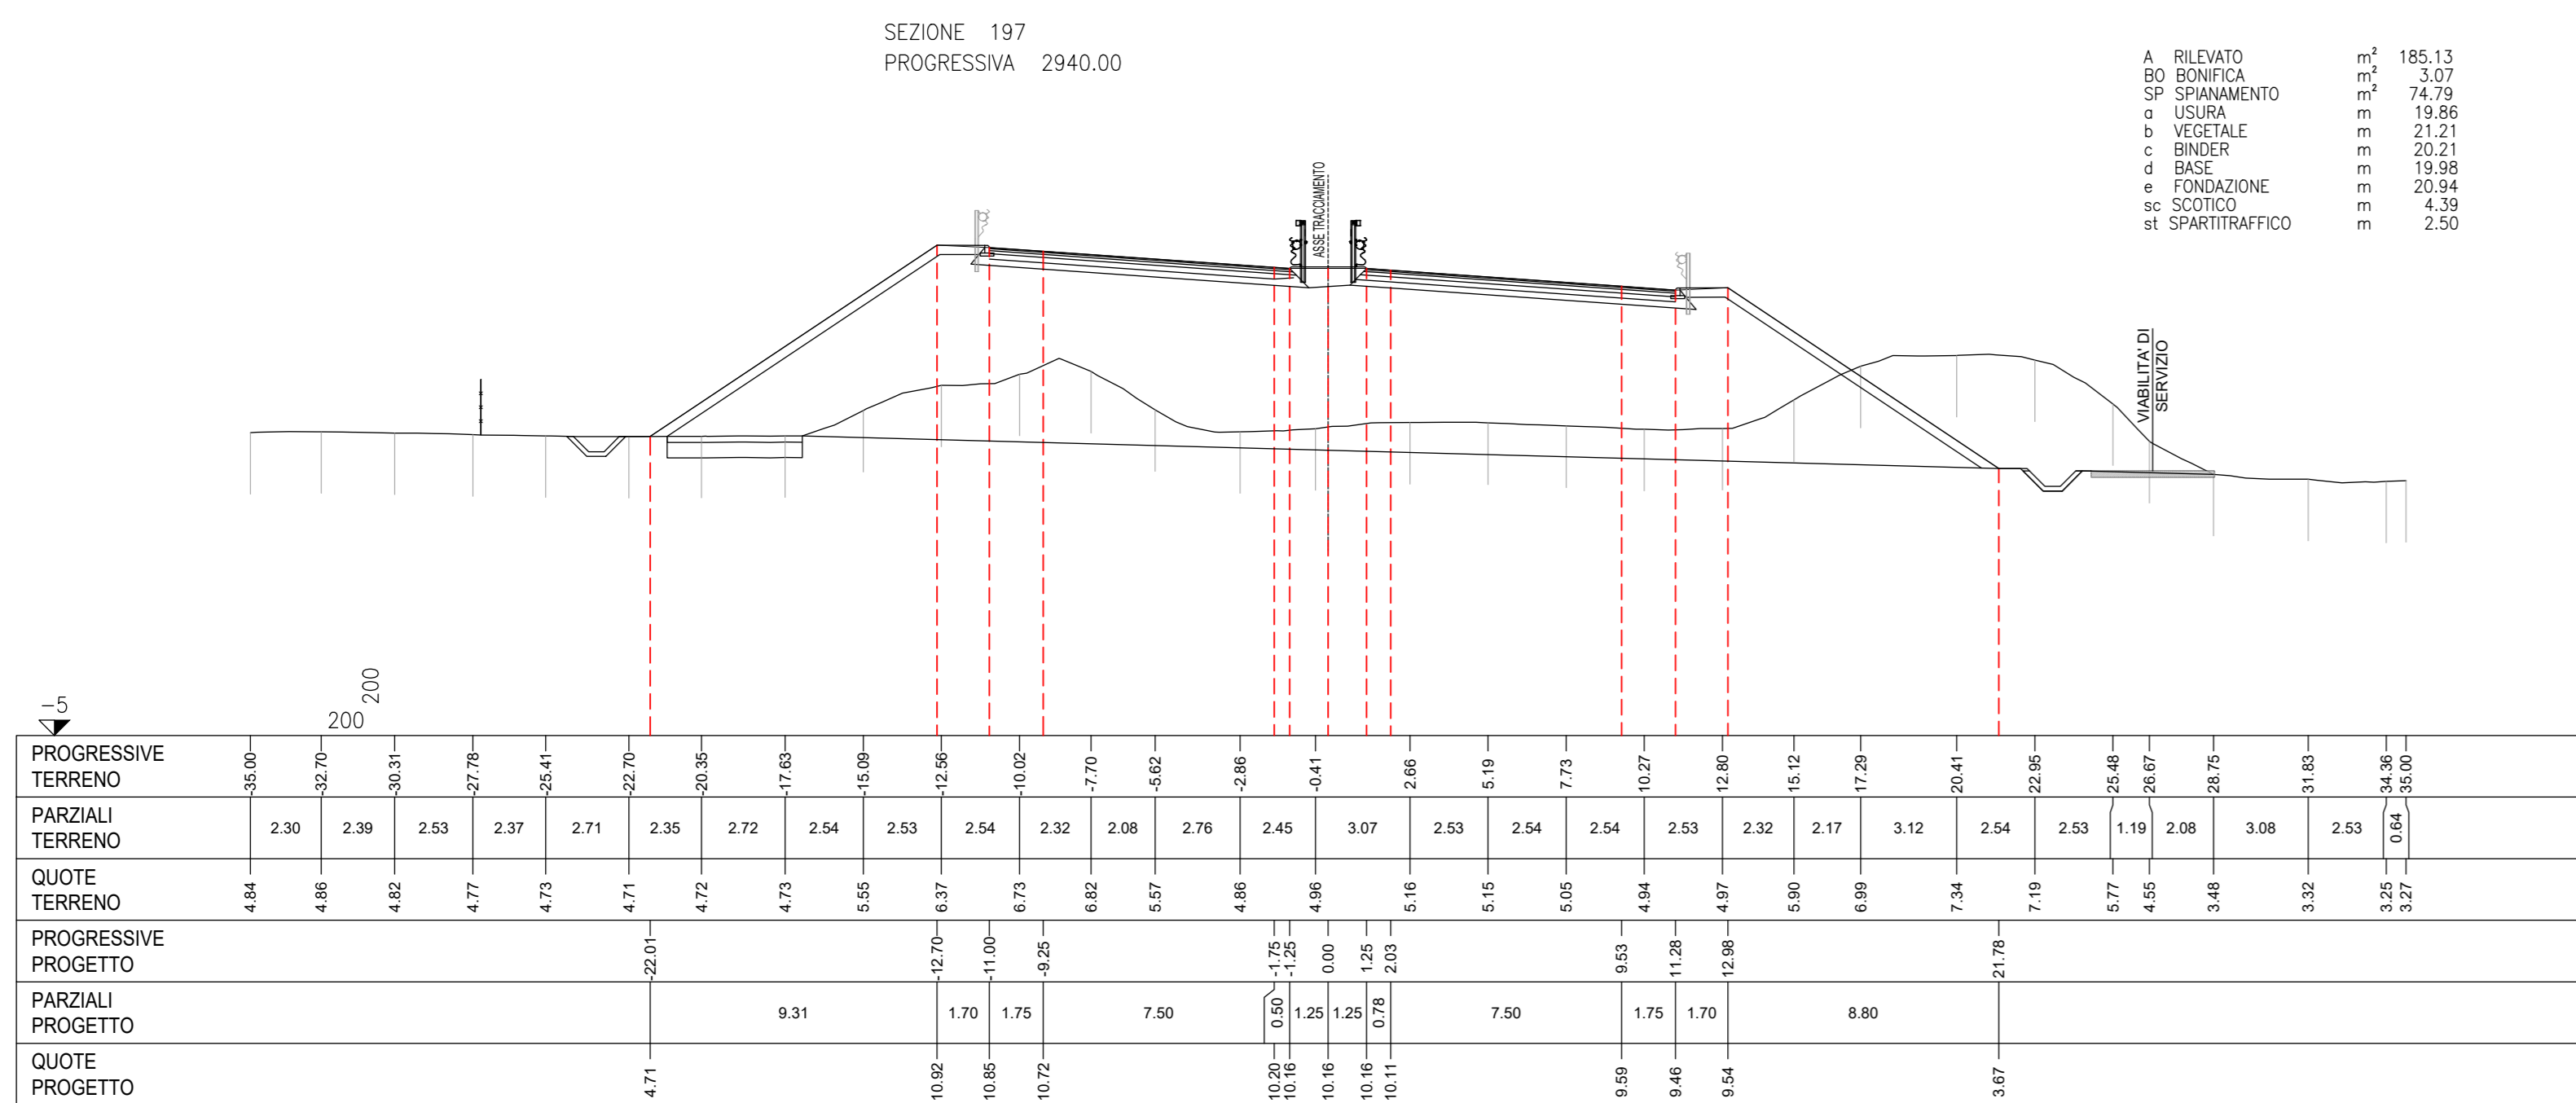 SEZIONE 197
PROGRESSIVA 2940.00
A RILEVATO m² 185.13
BO BONIFICA m² 3.07
SP SPIANAMENTO m² 74.79
a USURA m 19.86
b VEGETALE m 21.21
c BINDER m 20.21
d BASE m 19.98
e FONDAZIONE m 20.94
sc SCOTICO m 4.39
st SPARTITRAFFICO m 2.50
ASSE TRACCIAMENTO
VIABILITA' DI
SERVIZIO
-5
200
200
PROGRESSIVE
TERRENO
-35.00 -32.70 -30.31 -27.78 -25.41 -22.70 -20.35 -17.63 -15.09 -12.56 -10.02 -7.70 -5.62 -2.86 -0.41 2.66 5.19 7.73 10.27 12.80 15.12 17.29 20.41 22.95 25.48 26.67 28.75 31.83 34.36 35.00
PARZIALI
TERRENO
2.30 2.39 2.53 2.37 2.71 2.35 2.72 2.54 2.53 2.54 2.32 2.08 2.76 2.45 3.07 2.53 2.54 2.54 2.53 2.32 2.17 3.12 2.54 2.53 1.19 2.08 3.08 2.53 0.64
QUOTE
TERRENO
4.84 4.86 4.82 4.77 4.73 4.71 4.72 4.73 5.55 6.37 6.73 6.82 5.57 4.86 4.96 5.16 5.15 5.05 4.94 4.97 5.90 6.99 7.34 7.19 5.77 4.55 3.48 3.32 3.25 3.27
PROGRESSIVE
PROGETTO
-22.01 -12.70 -11.00 -9.25 -1.75 -1.25 0.00 1.25 2.03 9.53 11.28 12.98 21.78
PARZIALI
PROGETTO
9.31 1.70 1.75 7.50 0.50 1.25 1.25 0.78 7.50 1.75 1.70 8.80
QUOTE
PROGETTO
4.71 10.92 10.85 10.72 10.20 10.16 10.16 10.16 10.11 9.59 9.46 9.54 3.67